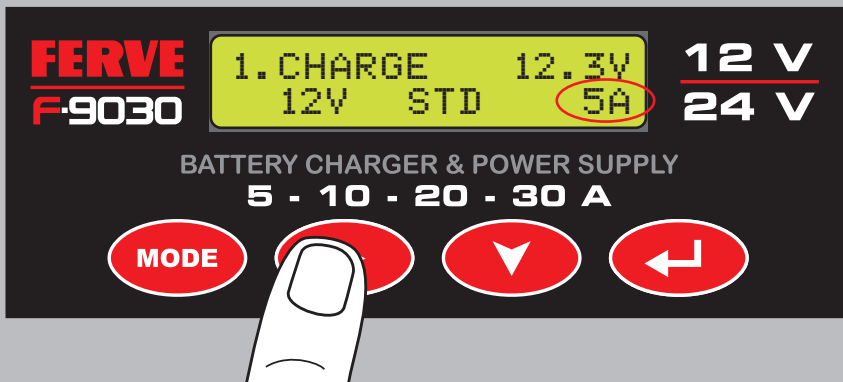 FERVE
F-9030
1.CHARGE 12.3V
12V STD 5A
12 V
24 V
BATTERY CHARGER & POWER SUPPLY
5 - 10 - 20 - 30 A
MODE